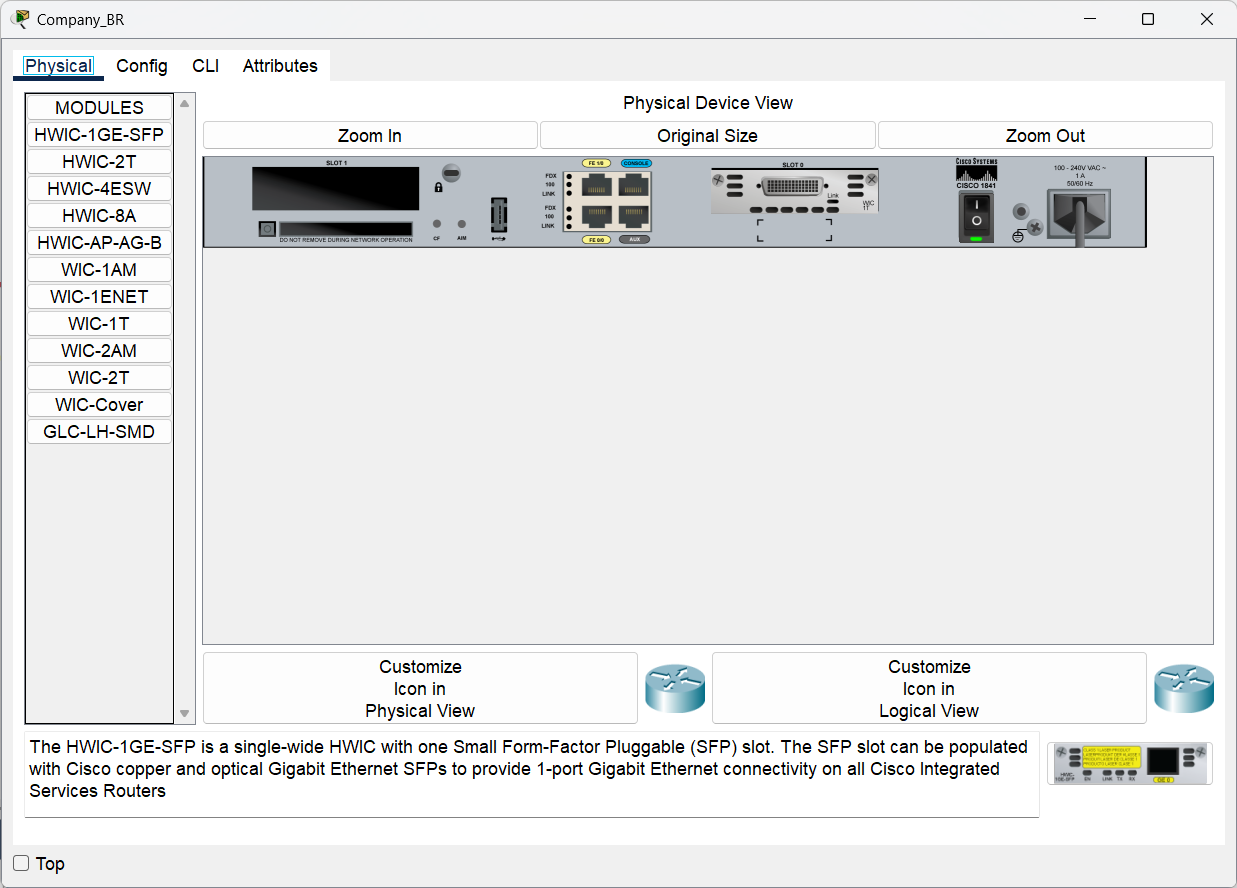 Company_BR
Physical
Config
CLI
Attributes
MODULES
HWIC-1GE-SFP
HWIC-2T
HWIC-4ESW
HWIC-8A
HWIC-AP-AG-B
WIC-1AM
WIC-1ENET
WIC-1T
WIC-2AM
WIC-2T
WIC-Cover
GLC-LH-SMD
Physical Device View
Zoom In
Original Size
Zoom Out
SLOT 1
DO NOT REMOVE DURING NETWORK OPERATION
CF
AIM
FE 1/0
CONSOLE
FDX
100
LINK
FDX
100
LINK
FE 0/0
AUX
SLOT 0
Link
WIC
1T
CISCO SYSTEMS
CISCO 1841
100 - 240V VAC ~
1 A
50/60 Hz
Customize
Icon in
Physical View
Customize
Icon in
Logical View
The HWIC-1GE-SFP is a single-wide HWIC with one Small Form-Factor Pluggable (SFP) slot. The SFP slot can be populated
with Cisco copper and optical Gigabit Ethernet SFPs to provide 1-port Gigabit Ethernet connectivity on all Cisco Integrated
Services Routers
HWIC-
1GE-SFP
EN
LINK
TX
RX
GE 0
Top